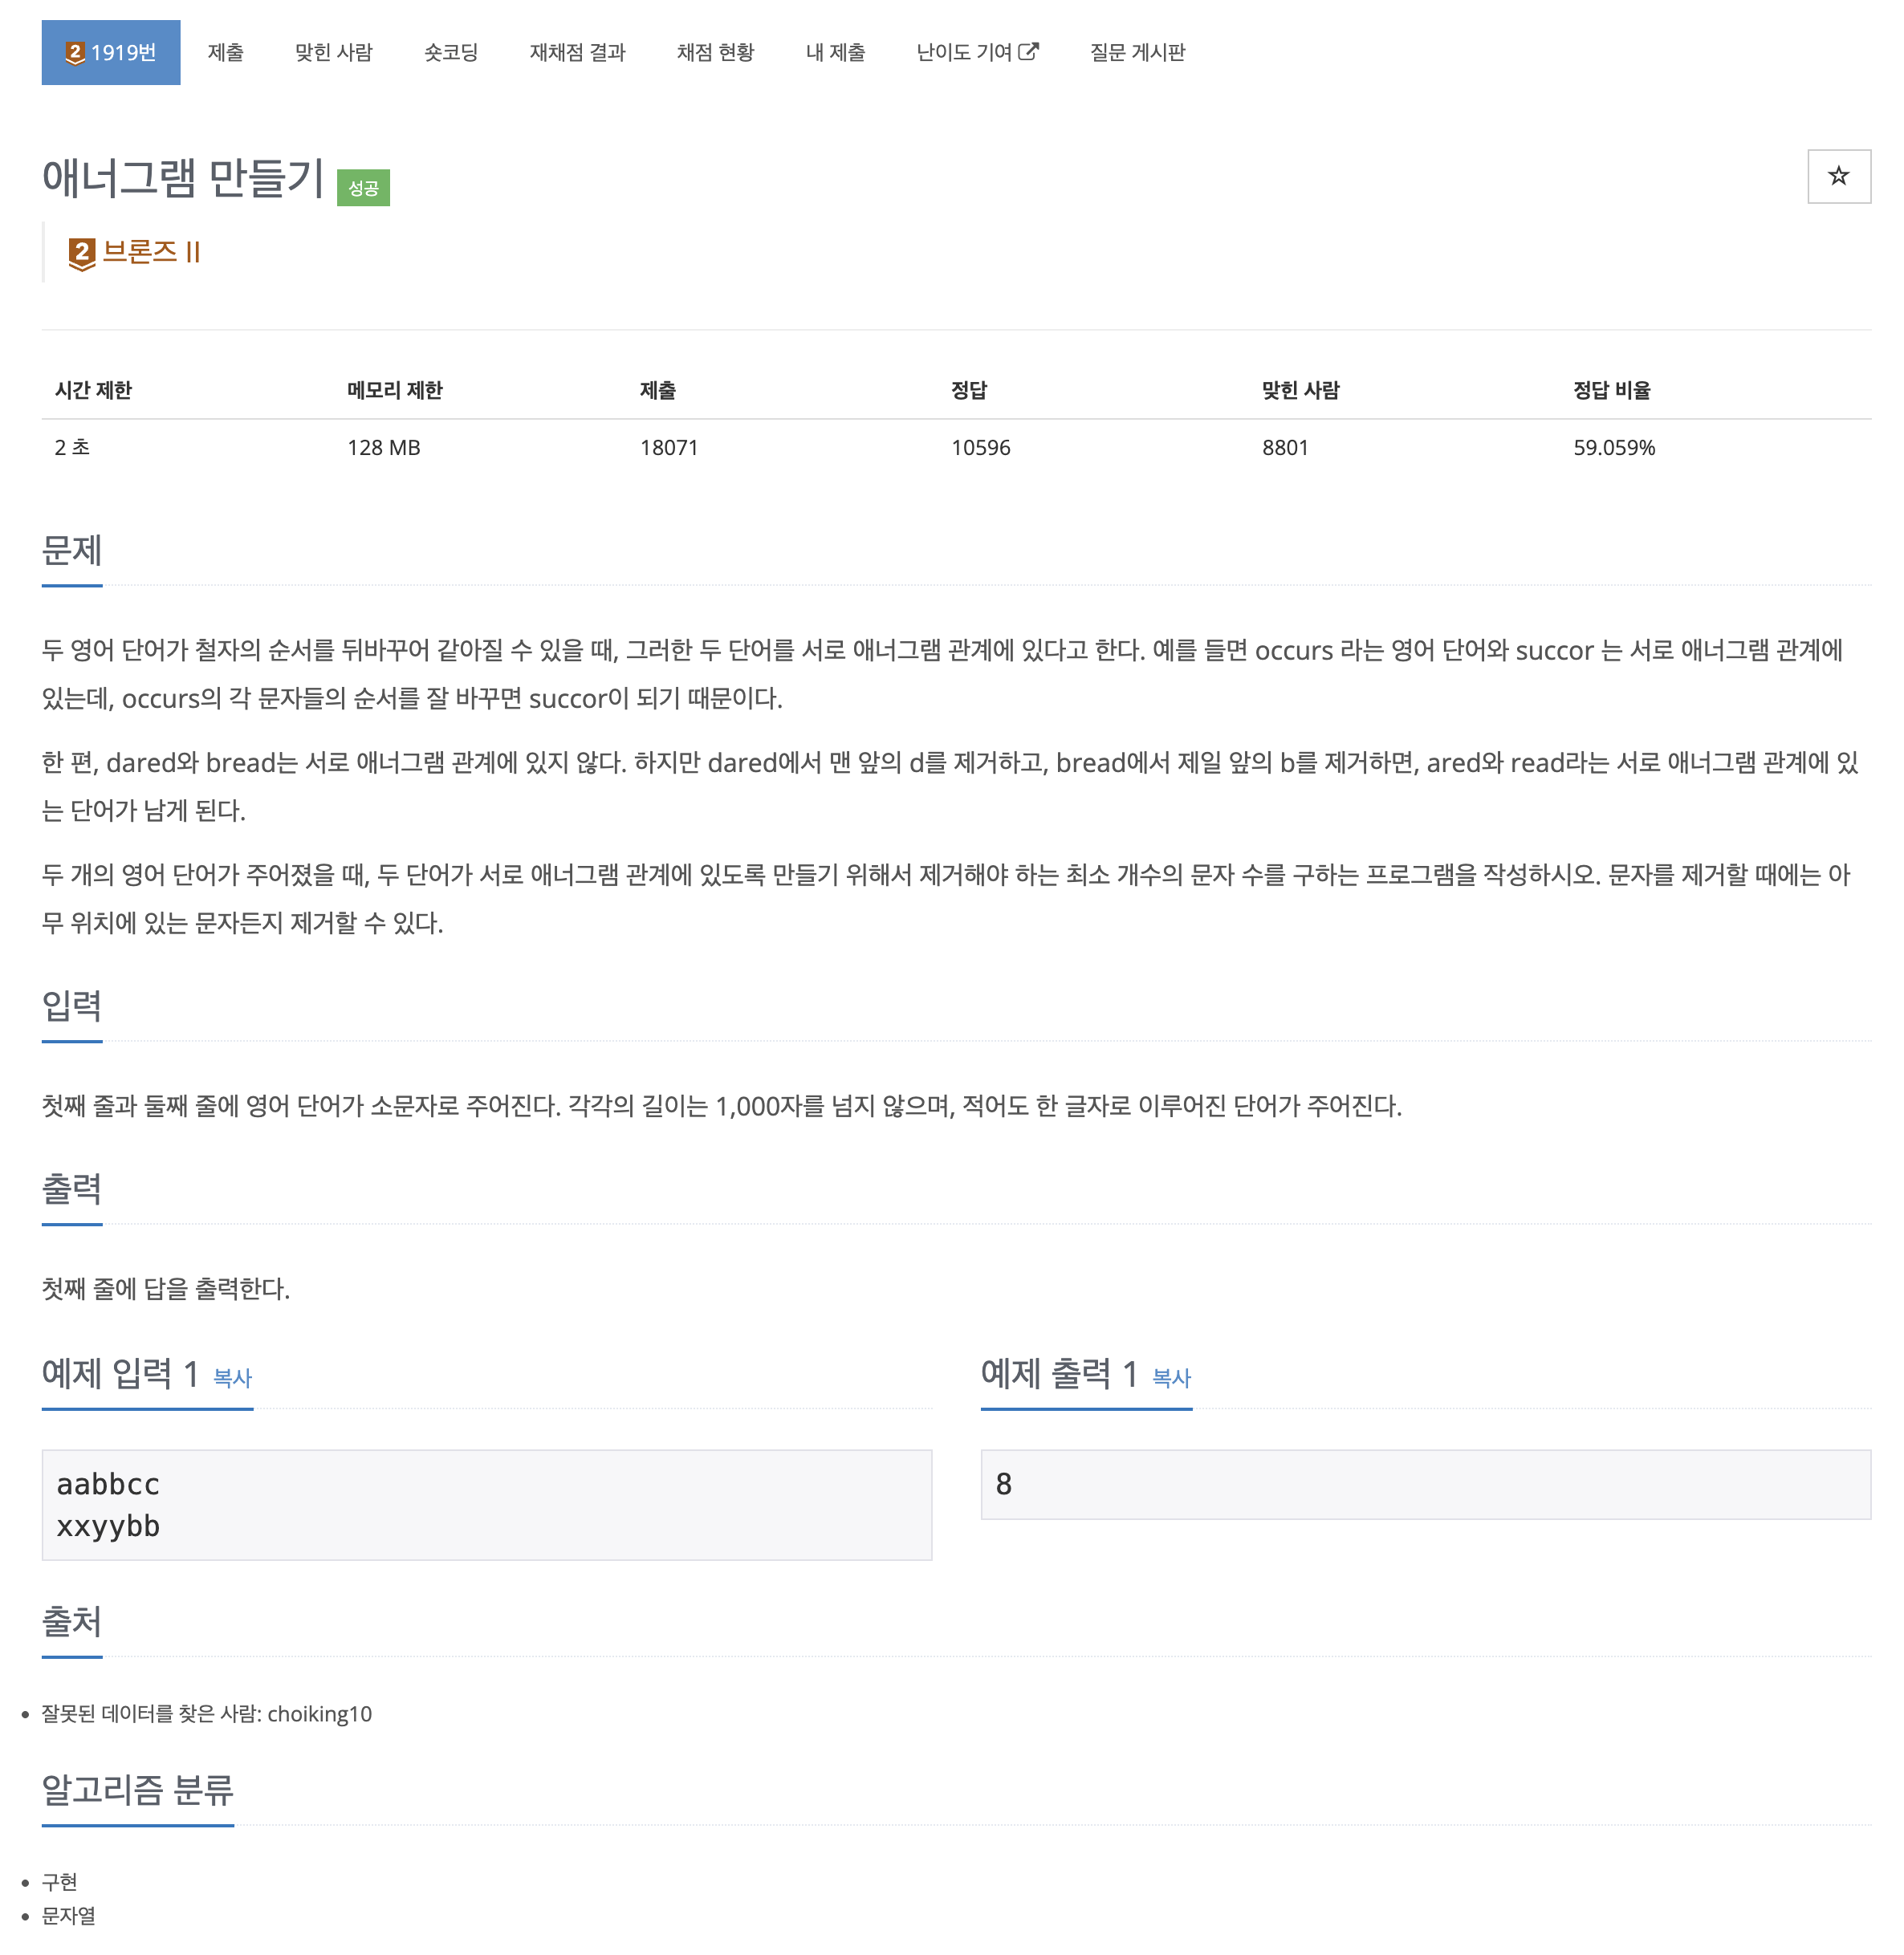 2 1919번 제출 맞힌 사람 숏코딩 재채점 결과 채점 현황 내 제출 난이도 기여 질문 게시판
애너그램 만들기 성공
2 브론즈 II
시간 제한 메모리 제한 제출 정답 맞힌 사람 정답 비율
2 초 128 MB 18071 10596 8801 59.059%
문제
두 영어 단어가 철자의 순서를 뒤바꾸어 같아질 수 있을 때, 그러한 두 단어를 서로 애너그램 관계에 있다고 한다. 예를 들면 occurs 라는 영어 단어와 succor 는 서로 애너그램 관계에
있는데, occurs의 각 문자들의 순서를 잘 바꾸면 succor이 되기 때문이다.
한 편, dared와 bread는 서로 애너그램 관계에 있지 않다. 하지만 dared에서 맨 앞의 d를 제거하고, bread에서 제일 앞의 b를 제거하면, ared와 read라는 서로 애너그램 관계에 있
는 단어가 남게 된다.
두 개의 영어 단어가 주어졌을 때, 두 단어가 서로 애너그램 관계에 있도록 만들기 위해서 제거해야 하는 최소 개수의 문자 수를 구하는 프로그램을 작성하시오. 문자를 제거할 때에는 아
무 위치에 있는 문자든지 제거할 수 있다.
입력
첫째 줄과 둘째 줄에 영어 단어가 소문자로 주어진다. 각각의 길이는 1,000자를 넘지 않으며, 적어도 한 글자로 이루어진 단어가 주어진다.
출력
첫째 줄에 답을 출력한다.
예제 입력 1 복사
aabbcc
xxyybb
예제 출력 1 복사
8
출처
잘못된 데이터를 찾은 사람: choiking10
알고리즘 분류
구현
문자열